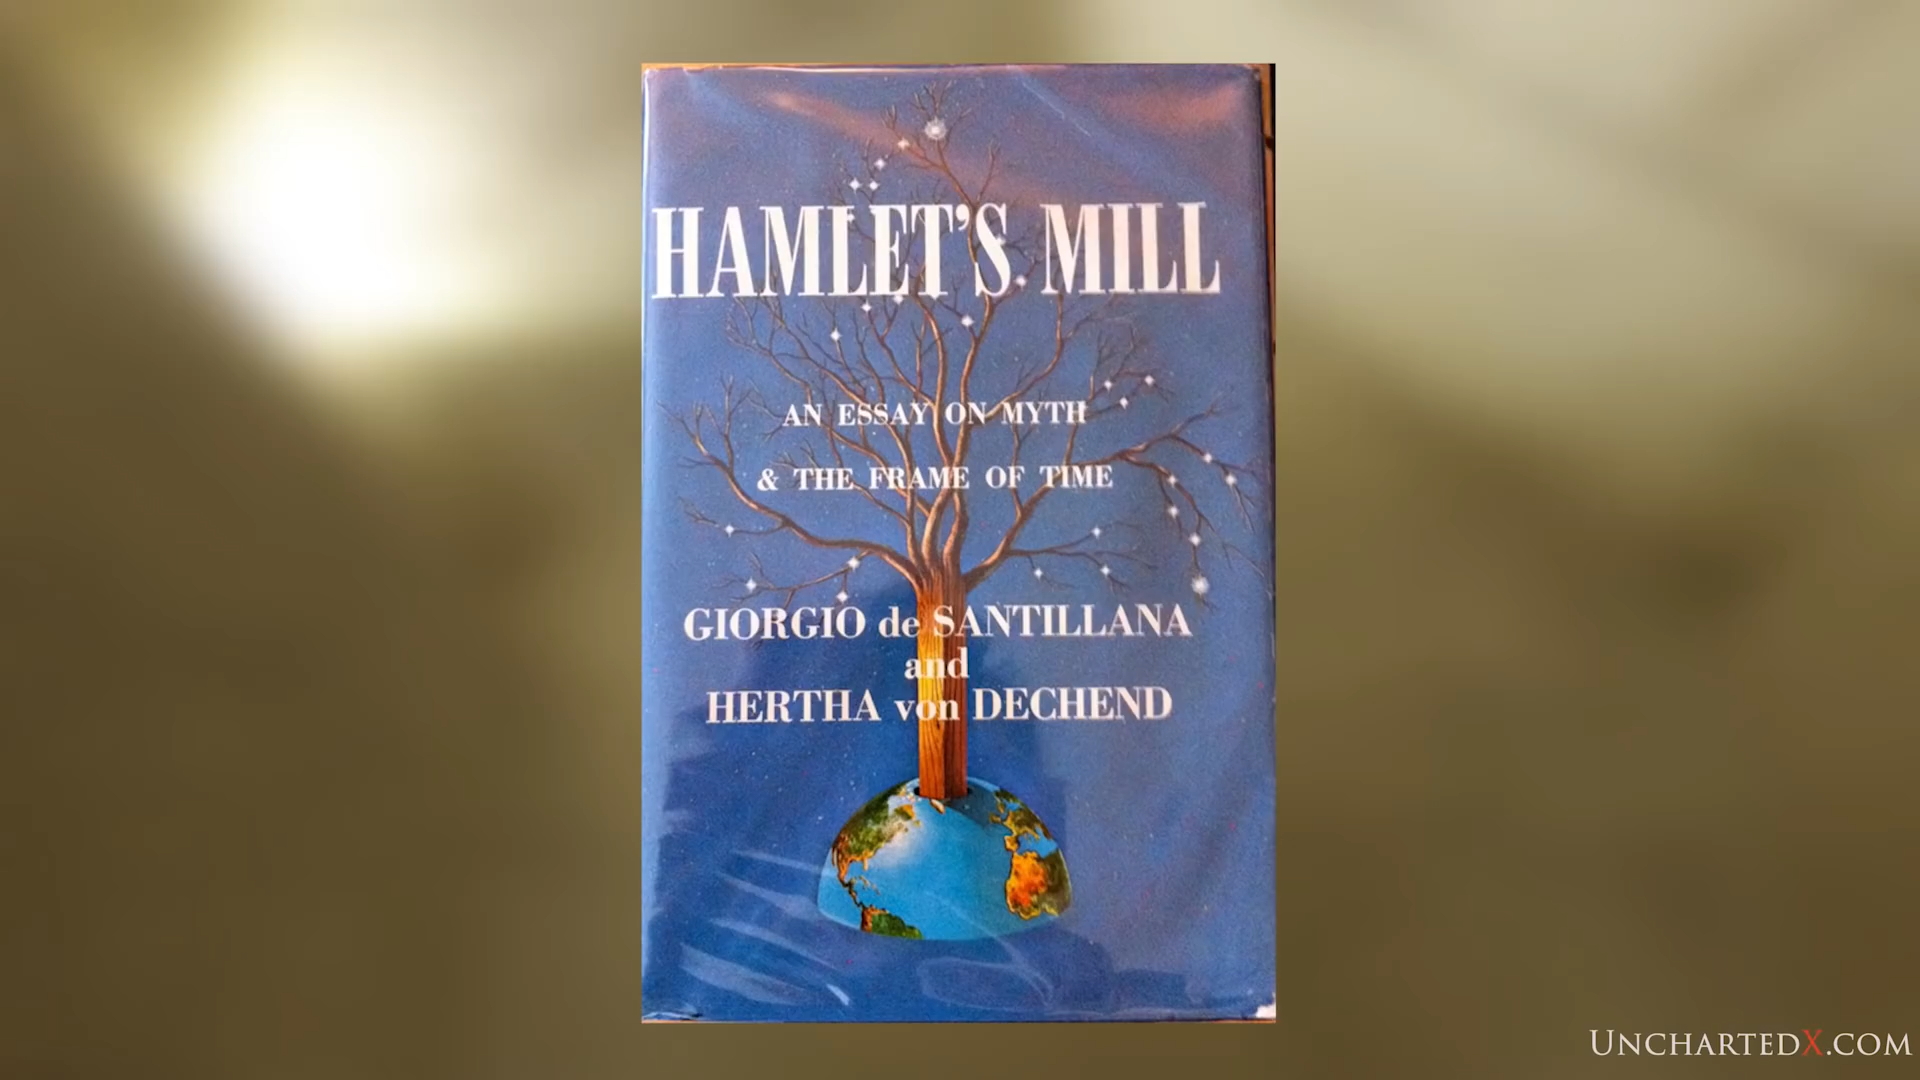 HAMLET'S MILL
AN ESSAY ON MYTH
& THE FRAME OF TIME
GIORGIO de SANTILLANA
and
HERTHA von DECHEND
UNCHARTEDX.COM